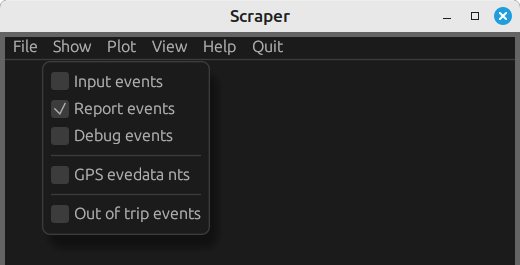 Scraper
File Show Plot View Help Quit
Input events
Report events
Debug events
GPS evedata nts
Out of trip events